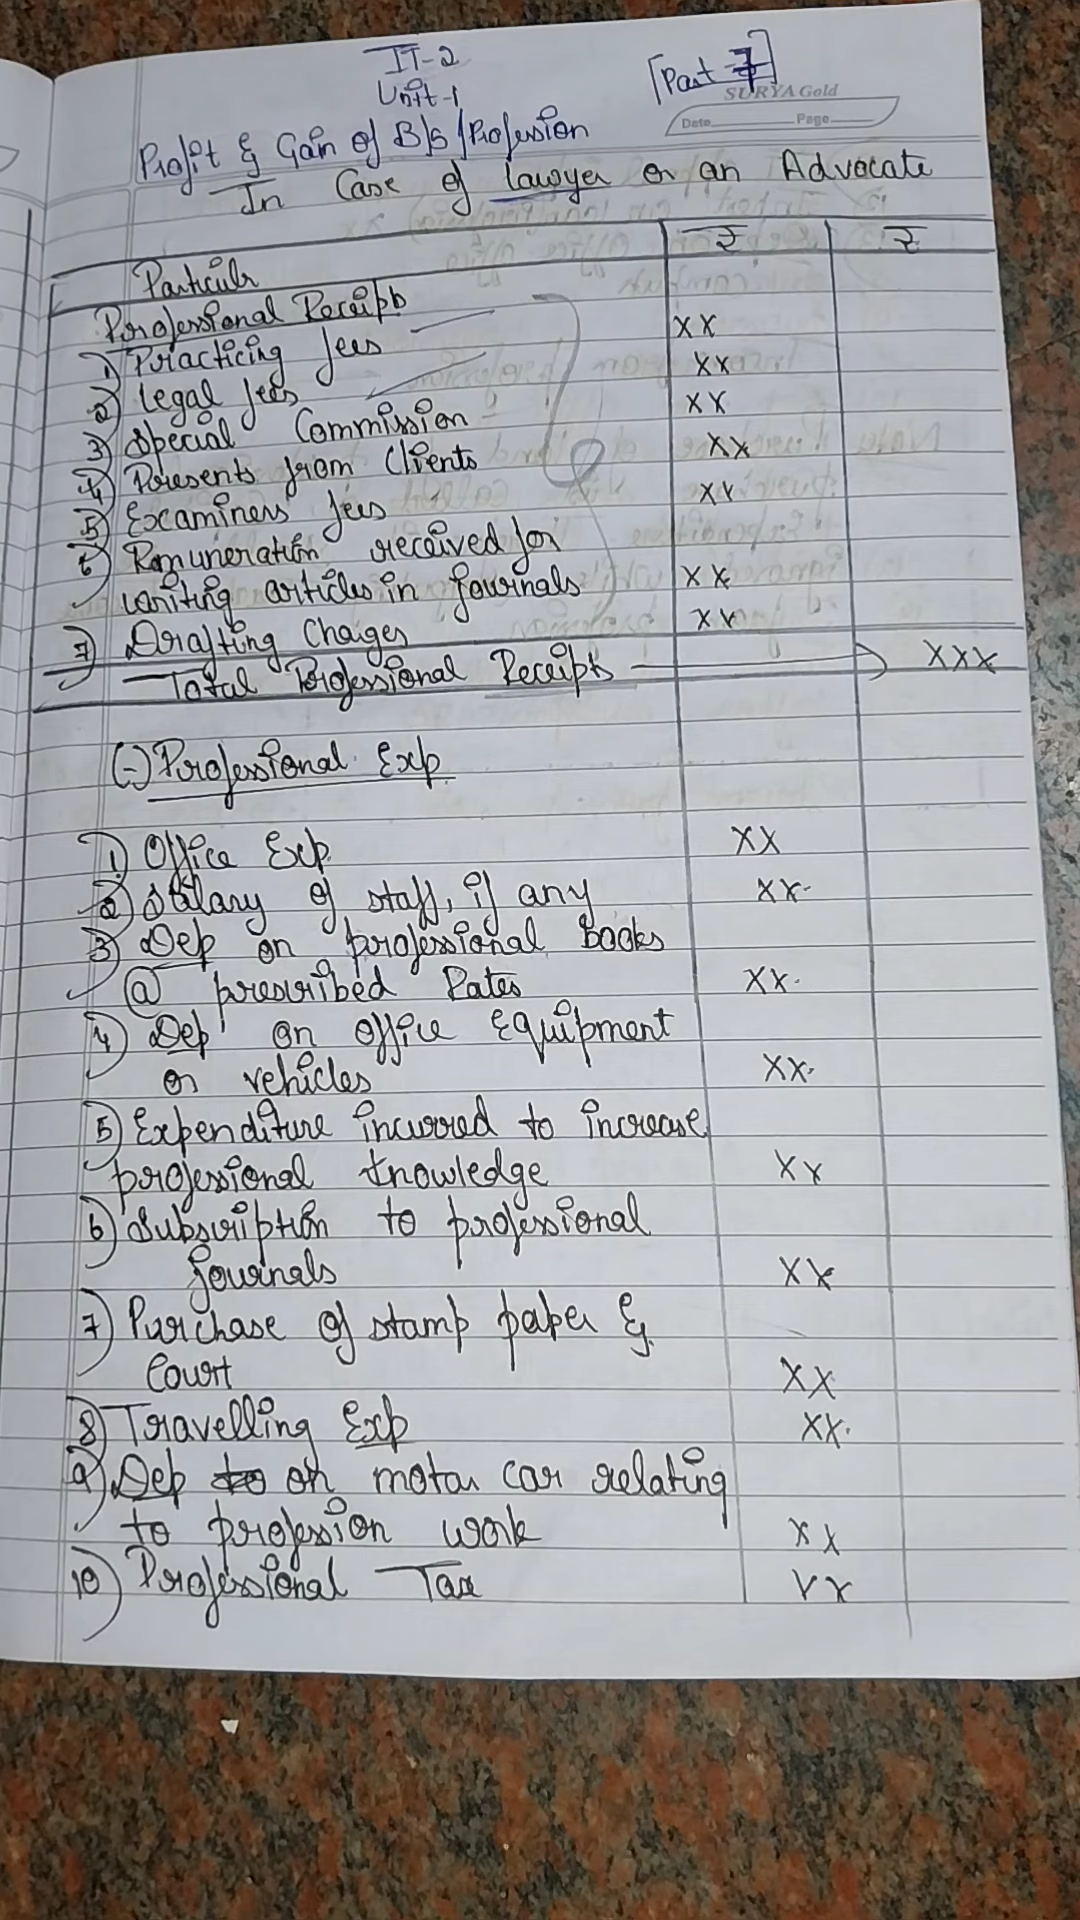 IT-2
Unit-1
[Part-7]
SURYA Gold
Date Page
Profit & Gain of B/s/Profession
In Case of lawyer or an Advocate
Particulr ₹ ₹
Professional Receipts
1) Practicing fees XX
2) legal fees XX
3) Special Commission XX
4) Presents from Clients XX
5) Examiners fees XX
6) Remuneration received for
writing articles in journals XX
7) Drafting Chages XX
Total Professional Receipts → XXX
(-) Professional Exp.
1) Office Exp. XX
2) Salary of staff, if any XX
3) Dep on professional books
@ prescribed Rates XX
4) Dep on office Equipment
or vehicles XX
5) Expenditure incurred to increase
professional knowledge XX
6) Subscription to professional
journals XX
7) Purchase of stamp paper &
Court XX
8) Travelling Exp XX
9) Dep to on motor car relating
to profession work XX
10) Professional Tax XX